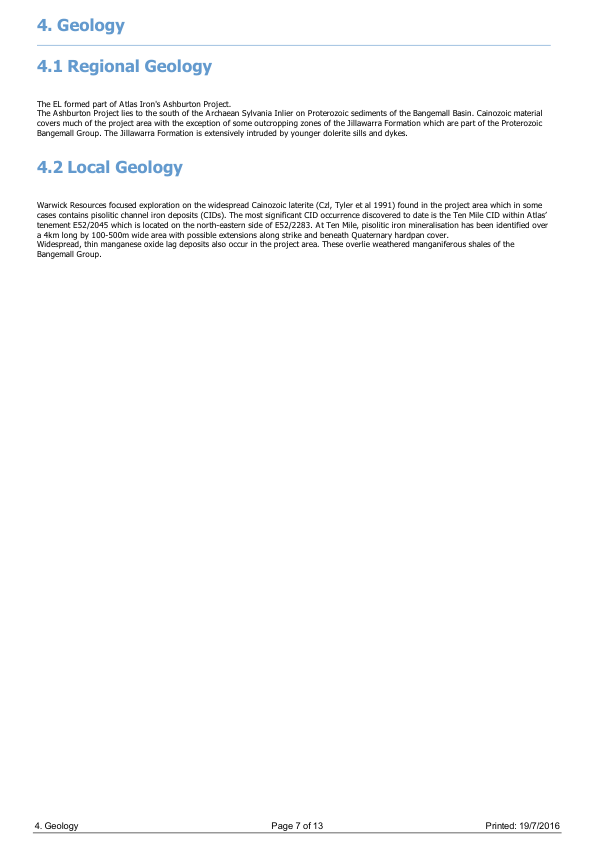 4. Geology
4.1 Regional Geology
The EL formed part of Atlas Iron's Ashburton Project.
The Ashburton Project lies to the south of the Archaean Sylvania Inlier on Proterozoic sediments of the Bangemall Basin. Cainozoic material
covers much of the project area with the exception of some outcropping zones of the Jillawarra Formation which are part of the Proterozoic
Bangemall Group. The Jillawarra Formation is extensively intruded by younger dolerite sills and dykes.
4.2 Local Geology
Warwick Resources focused exploration on the widespread Cainozoic laterite (Czl, Tyler et al 1991) found in the project area which in some
cases contains pisolitic channel iron deposits (CIDs). The most significant CID occurrence discovered to date is the Ten Mile CID within Atlas'
tenement E52/2045 which is located on the north-eastern side of E52/2283. At Ten Mile, pisolitic iron mineralisation has been identified over
a 4km long by 100-500m wide area with possible extensions along strike and beneath Quaternary hardpan cover.
Widespread, thin manganese oxide lag deposits also occur in the project area. These overlie weathered manganiferous shales of the
Bangemall Group.
4. Geology
Page 7 of 13
Printed: 19/7/2016